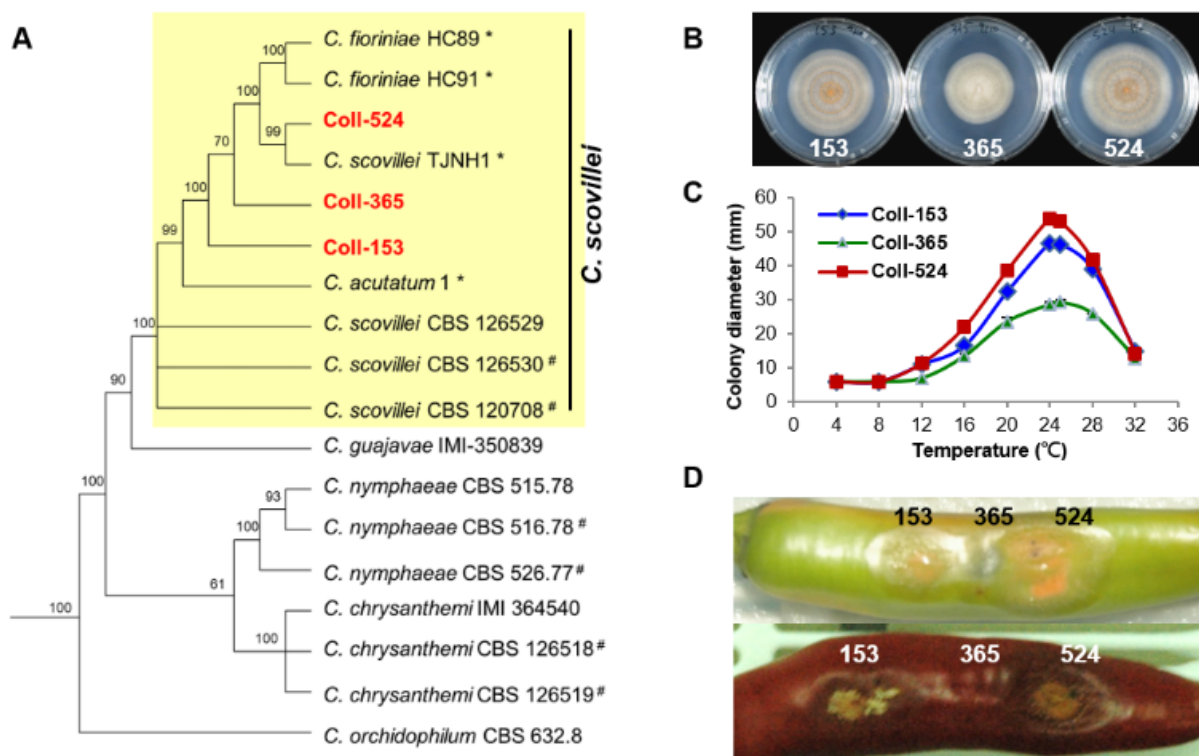 A
C. fioriniae HC89 *
C. fioriniae HC91 *
Coll-524
C. scovillei TJNH1 *
Coll-365
Coll-153
C. acutatum 1 *
C. scovillei CBS 126529
C. scovillei CBS 126530 #
C. scovillei CBS 120708 #
C. guajavae IMI-350839
C. nymphaeae CBS 515.78
C. nymphaeae CBS 516.78 #
C. nymphaeae CBS 526.77 #
C. chrysanthemi IMI 364540
C. chrysanthemi CBS 126518 #
C. chrysanthemi CBS 126519 #
C. orchidophilum CBS 632.8
C. scovillei
100
100
99
70
100
99
100
90
100
93
100
61
100
100
B
153 365 524
C
Colony diameter (mm)
60
50
40
30
20
10
0
Coll-153
Coll-365
Coll-524
0 4 8 12 16 20 24 28 32 36
Temperature (℃)
D
153 365 524
153 365 524